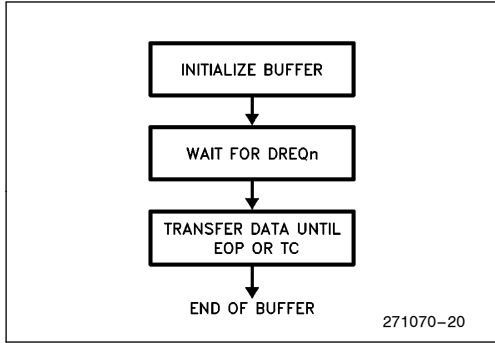 INITIALIZE BUFFER
WAIT FOR DREQn
TRANSFER DATA UNTIL
EOP OR TC
END OF BUFFER
271070–20